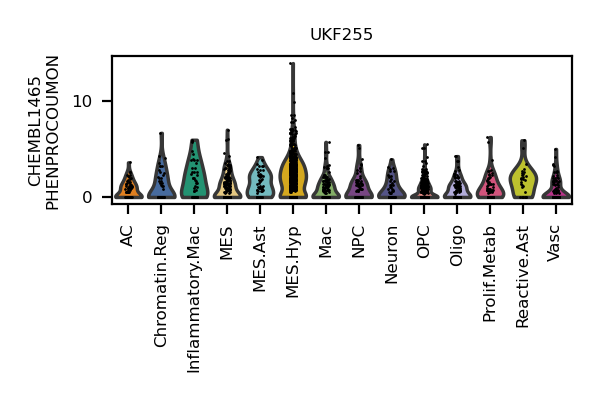 UKF255
CHEMBL1465
PHENPROCOUMON
10
0
AC
Chromatin.Reg
Inflammatory.Mac
MES
MES.Ast
MES.Hyp
Mac
NPC
Neuron
OPC
Oligo
Prolif.Metab
Reactive.Ast
Vasc